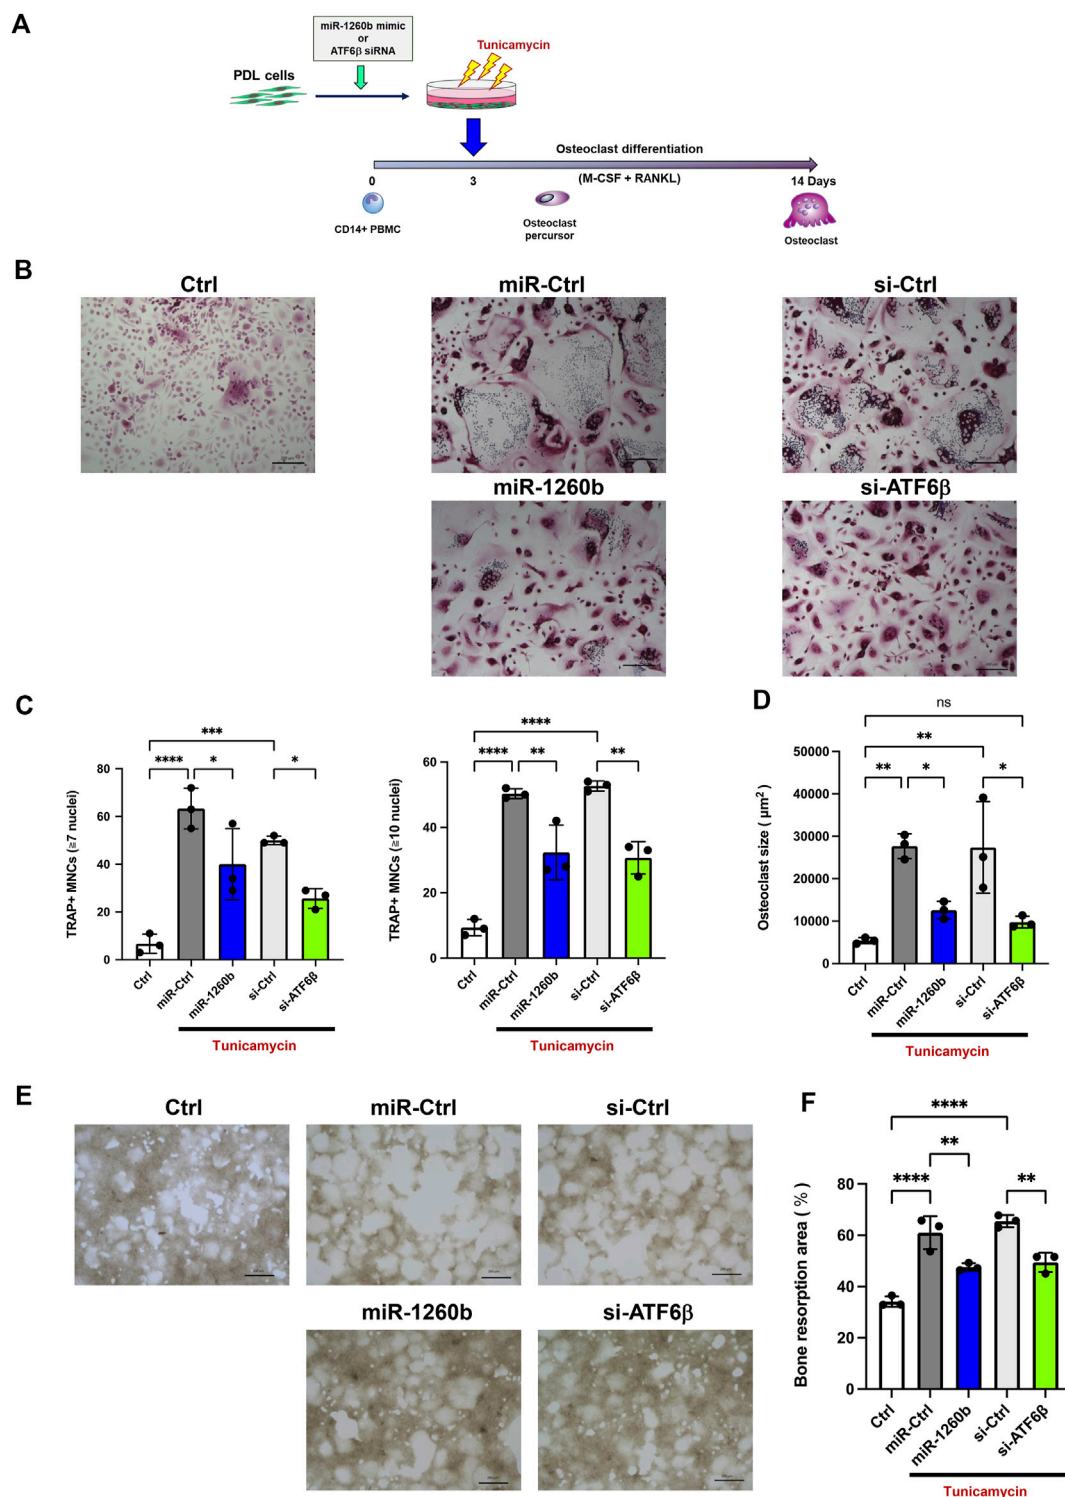 A
miR-1260b mimic
or
ATF6β siRNA
Tunicamycin
PDL cells
Osteoclast differentiation
0
3
(M-CSF + RANKL)
14 Days
CD14+ PBMC
Osteoclast
percursor
Osteoclast
B
Ctrl
miR-Ctrl
si-Ctrl
miR-1260b
si-ATF6β
C
***
**** * *
TRAP+ MNCs (≧7 nuclei)
80
60
40
20
0
Ctrl
miR-Ctrl
miR-1260b
si-Ctrl
si-ATF6β
Tunicamycin
****
**** ** **
TRAP+ MNCs (≧10 nuclei)
60
40
20
0
Ctrl
miR-Ctrl
miR-1260b
si-Ctrl
si-ATF6β
Tunicamycin
D
ns
**
** * *
Osteoclast size ( μm²)
50000
40000
30000
20000
10000
0
Ctrl
miR-Ctrl
miR-1260b
si-Ctrl
si-ATF6β
Tunicamycin
E
Ctrl
miR-Ctrl
si-Ctrl
miR-1260b
si-ATF6β
F
****
**
**** **
Bone resorption area ( % )
80
60
40
20
0
Ctrl
miR-Ctrl
miR-1260b
si-Ctrl
si-ATF6β
Tunicamycin